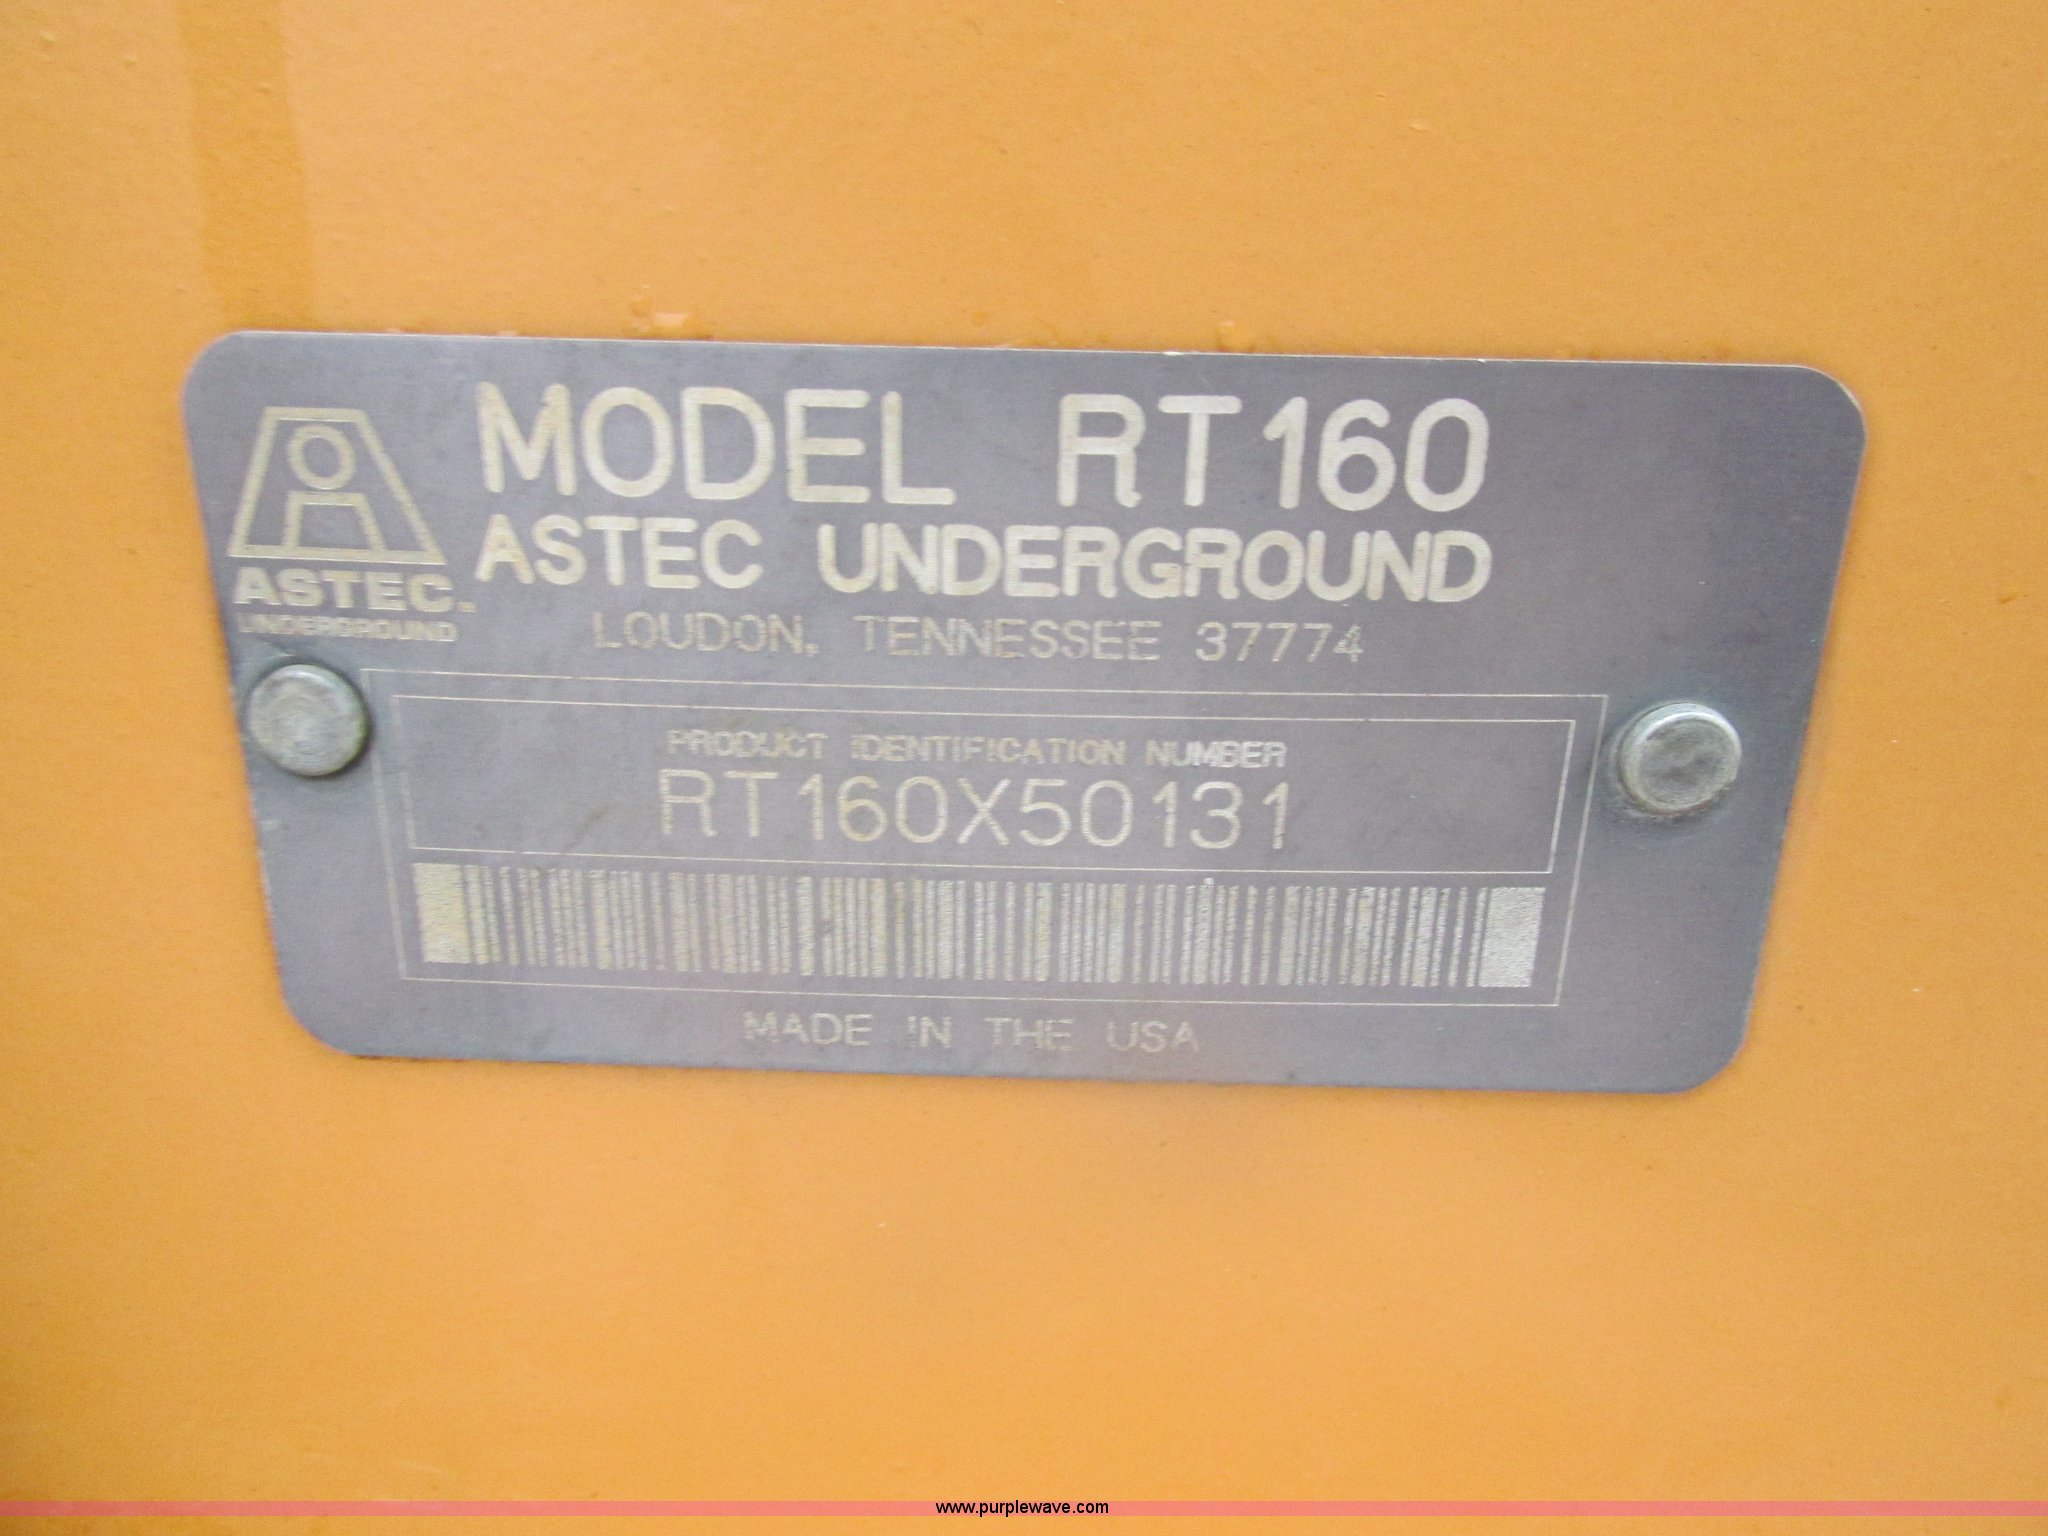 MODEL RT160
ASTEC UNDERGROUND
LOUDON, TENNESSEE 37774
ASTEC.
UNDERGROUND
PRODUCT IDENTIFICATION NUMBER
RT160X50131
MADE IN THE USA
www.purplewave.com